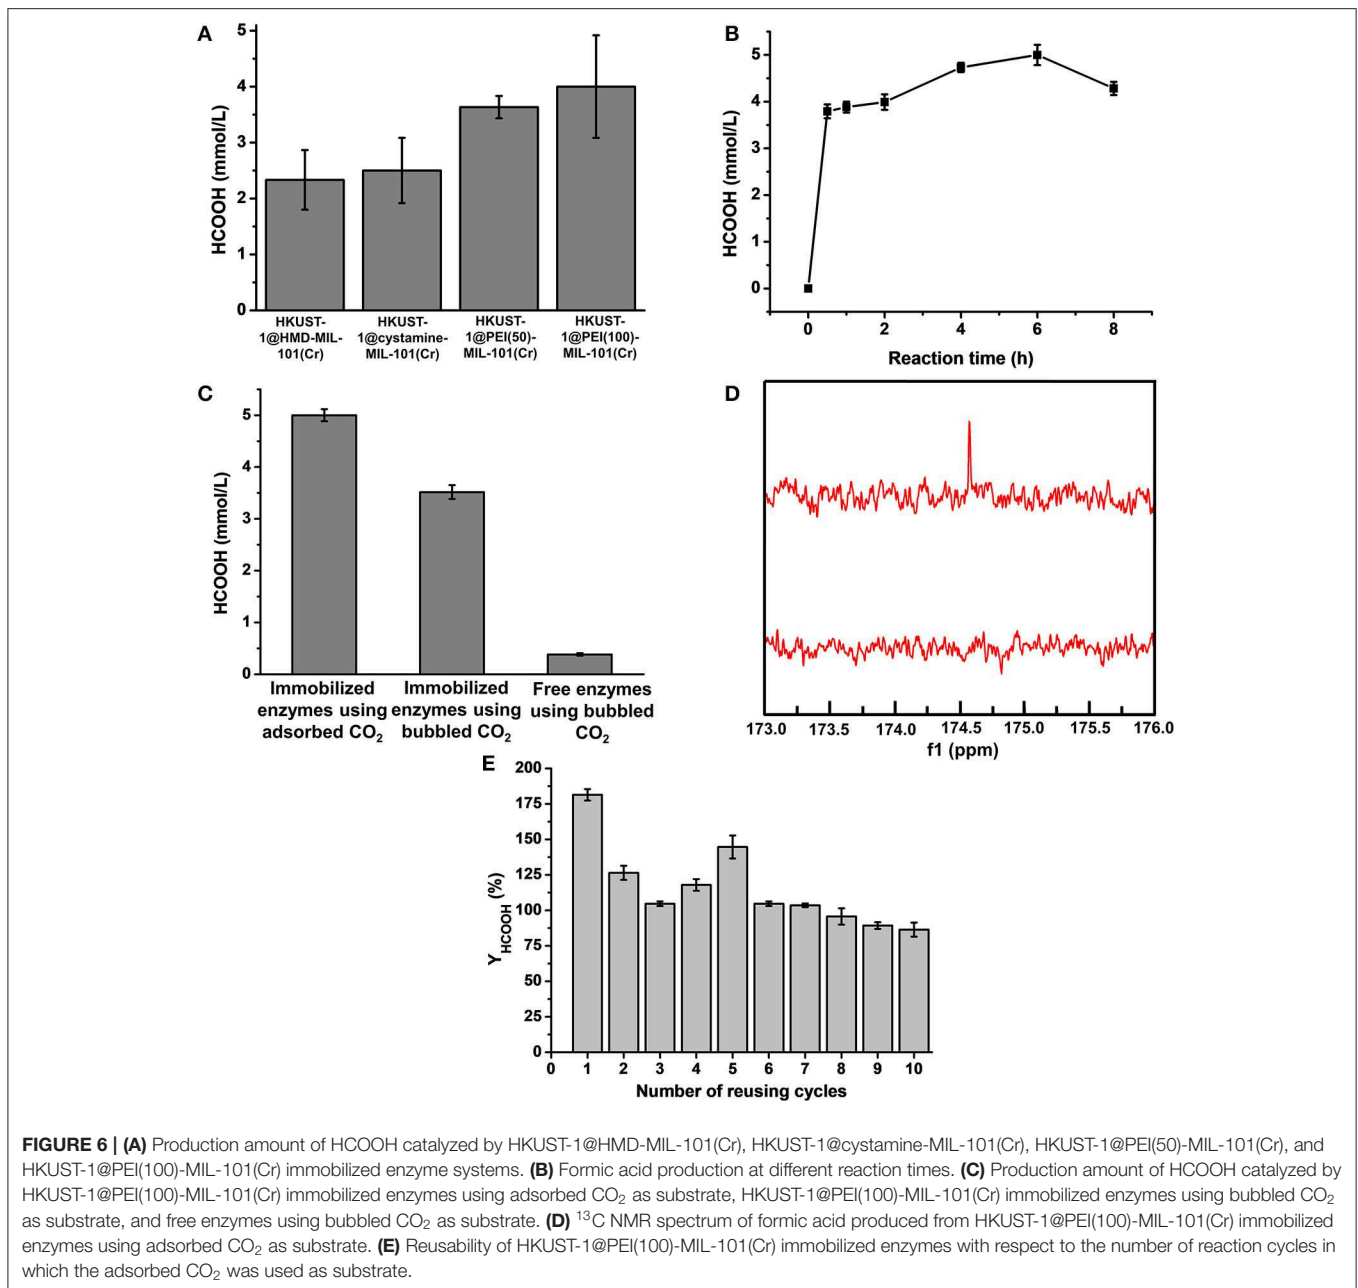 A
HCOOH (mmol/L)
5
4
3
2
1
0
HKUST-
1@HMD-MIL-
101(Cr)
HKUST-
1@cystamine-
MIL-101(Cr)
HKUST-
1@PEI(50)-
MIL-101(Cr)
HKUST-
1@PEI(100)-
MIL-101(Cr)
B
HCOOH (mmol/L)
5
4
3
2
1
0
0 2 4 6 8
Reaction time (h)
C
HCOOH (mmol/L)
5
4
3
2
1
0
Immobilized
enzymes using
adsorbed CO₂
Immobilized
enzymes using
bubbled CO₂
Free enzymes
using bubbled
CO₂
D
173.0 173.5 174.0 174.5 175.0 175.5 176.0
f1 (ppm)
E
Y_HCOOH (%)
200
175
150
125
100
75
50
25
0
0 1 2 3 4 5 6 7 8 9 10
Number of reusing cycles
FIGURE 6 | (A) Production amount of HCOOH catalyzed by HKUST-1@HMD-MIL-101(Cr), HKUST-1@cystamine-MIL-101(Cr), HKUST-1@PEI(50)-MIL-101(Cr), and
HKUST-1@PEI(100)-MIL-101(Cr) immobilized enzyme systems. (B) Formic acid production at different reaction times. (C) Production amount of HCOOH catalyzed by
HKUST-1@PEI(100)-MIL-101(Cr) immobilized enzymes using adsorbed CO₂ as substrate, HKUST-1@PEI(100)-MIL-101(Cr) immobilized enzymes using bubbled CO₂
as substrate, and free enzymes using bubbled CO₂ as substrate. (D) ¹³C NMR spectrum of formic acid produced from HKUST-1@PEI(100)-MIL-101(Cr) immobilized
enzymes using adsorbed CO₂ as substrate. (E) Reusability of HKUST-1@PEI(100)-MIL-101(Cr) immobilized enzymes with respect to the number of reaction cycles in
which the adsorbed CO₂ was used as substrate.